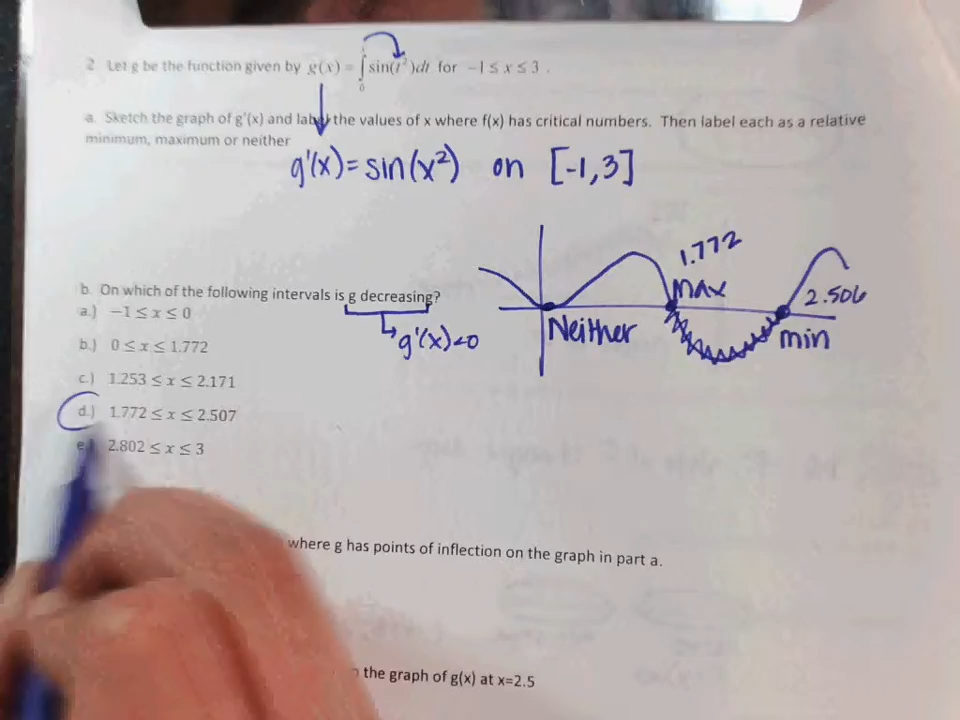 2. Let g be the function given by g(x) = ∫₀ˣ sin(t²)dt for −1 ≤ x ≤ 3 .
a. Sketch the graph of g'(x) and label the values of x where f(x) has critical numbers. Then label each as a relative
minimum, maximum or neither
g'(x)=sin(x²) on [-1,3]
1.772
Max
2.506
Neither
min
b. On which of the following intervals is g decreasing?
g'(x)<0
a.) −1 ≤ x ≤ 0
b.) 0 ≤ x ≤ 1.772
c.) 1.253 ≤ x ≤ 2.171
d.) 1.772 ≤ x ≤ 2.507
e.) 2.802 ≤ x ≤ 3
where g has points of inflection on the graph in part a.
the graph of g(x) at x=2.5